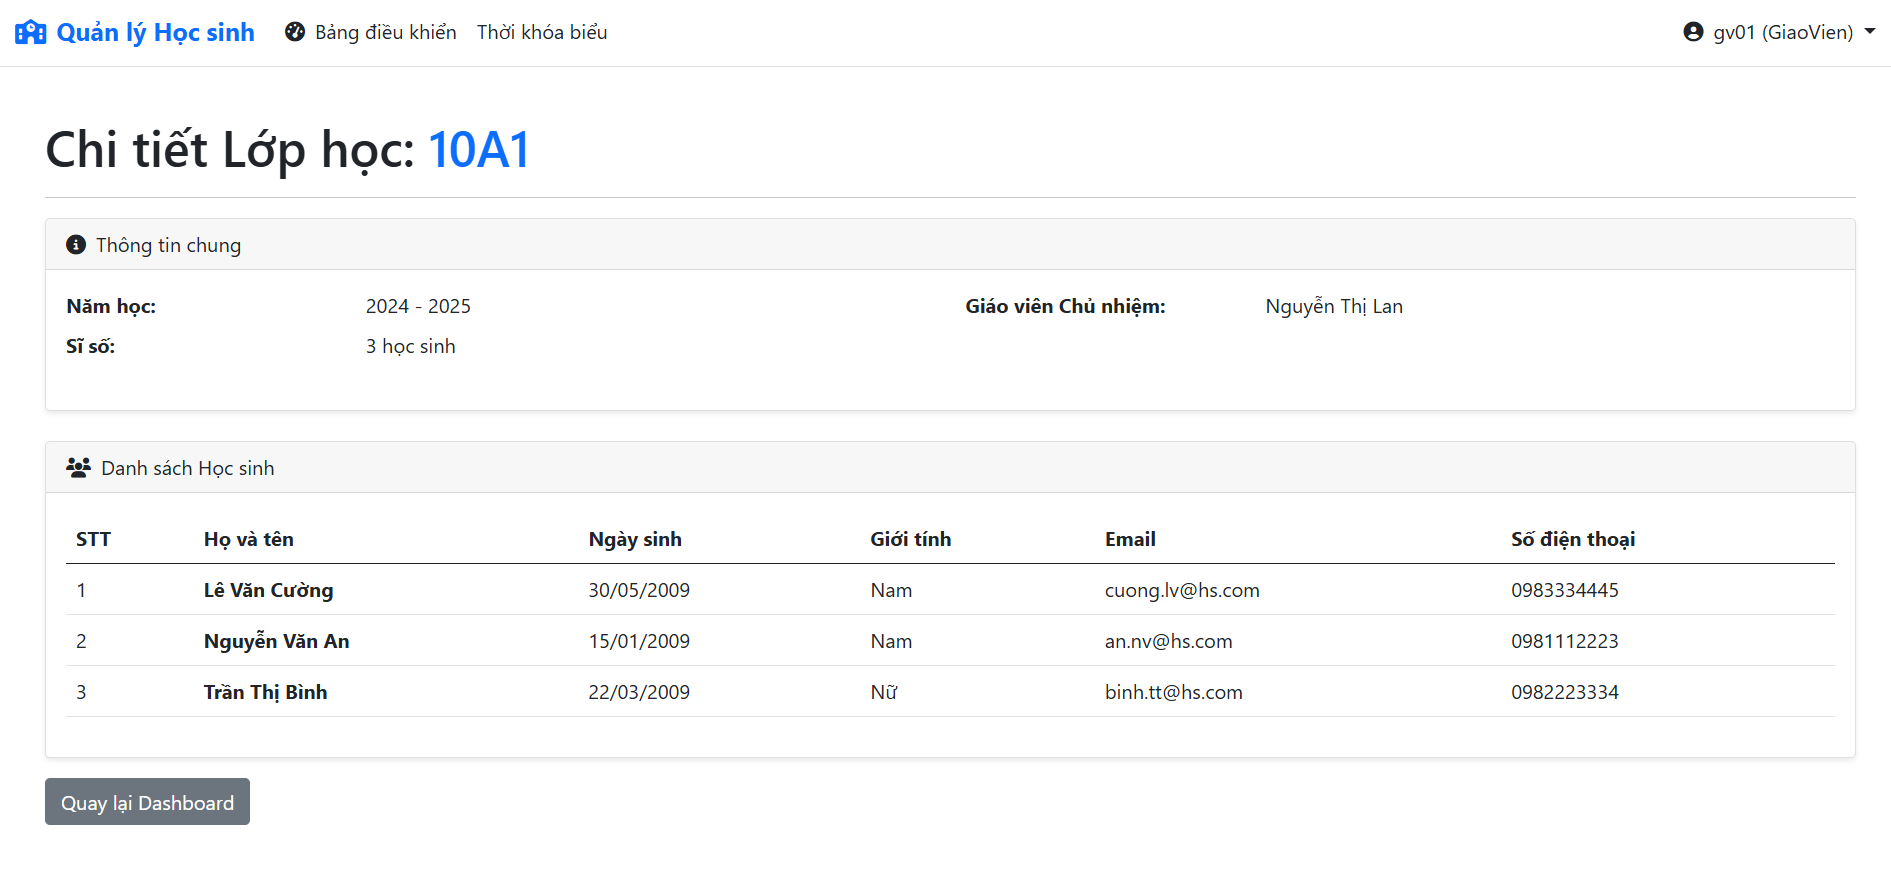 Quản lý Học sinh Bảng điều khiển Thời khóa biểu gv01 (GiaoVien)
Chi tiết Lớp học: 10A1
Thông tin chung
Năm học: 2024 - 2025 Giáo viên Chủ nhiệm: Nguyễn Thị Lan
Sĩ số: 3 học sinh
Danh sách Học sinh
STT Họ và tên Ngày sinh Giới tính Email Số điện thoại
1 Lê Văn Cường 30/05/2009 Nam cuong.lv@hs.com 0983334445
2 Nguyễn Văn An 15/01/2009 Nam an.nv@hs.com 0981112223
3 Trần Thị Bình 22/03/2009 Nữ binh.tt@hs.com 0982223334
Quay lại Dashboard